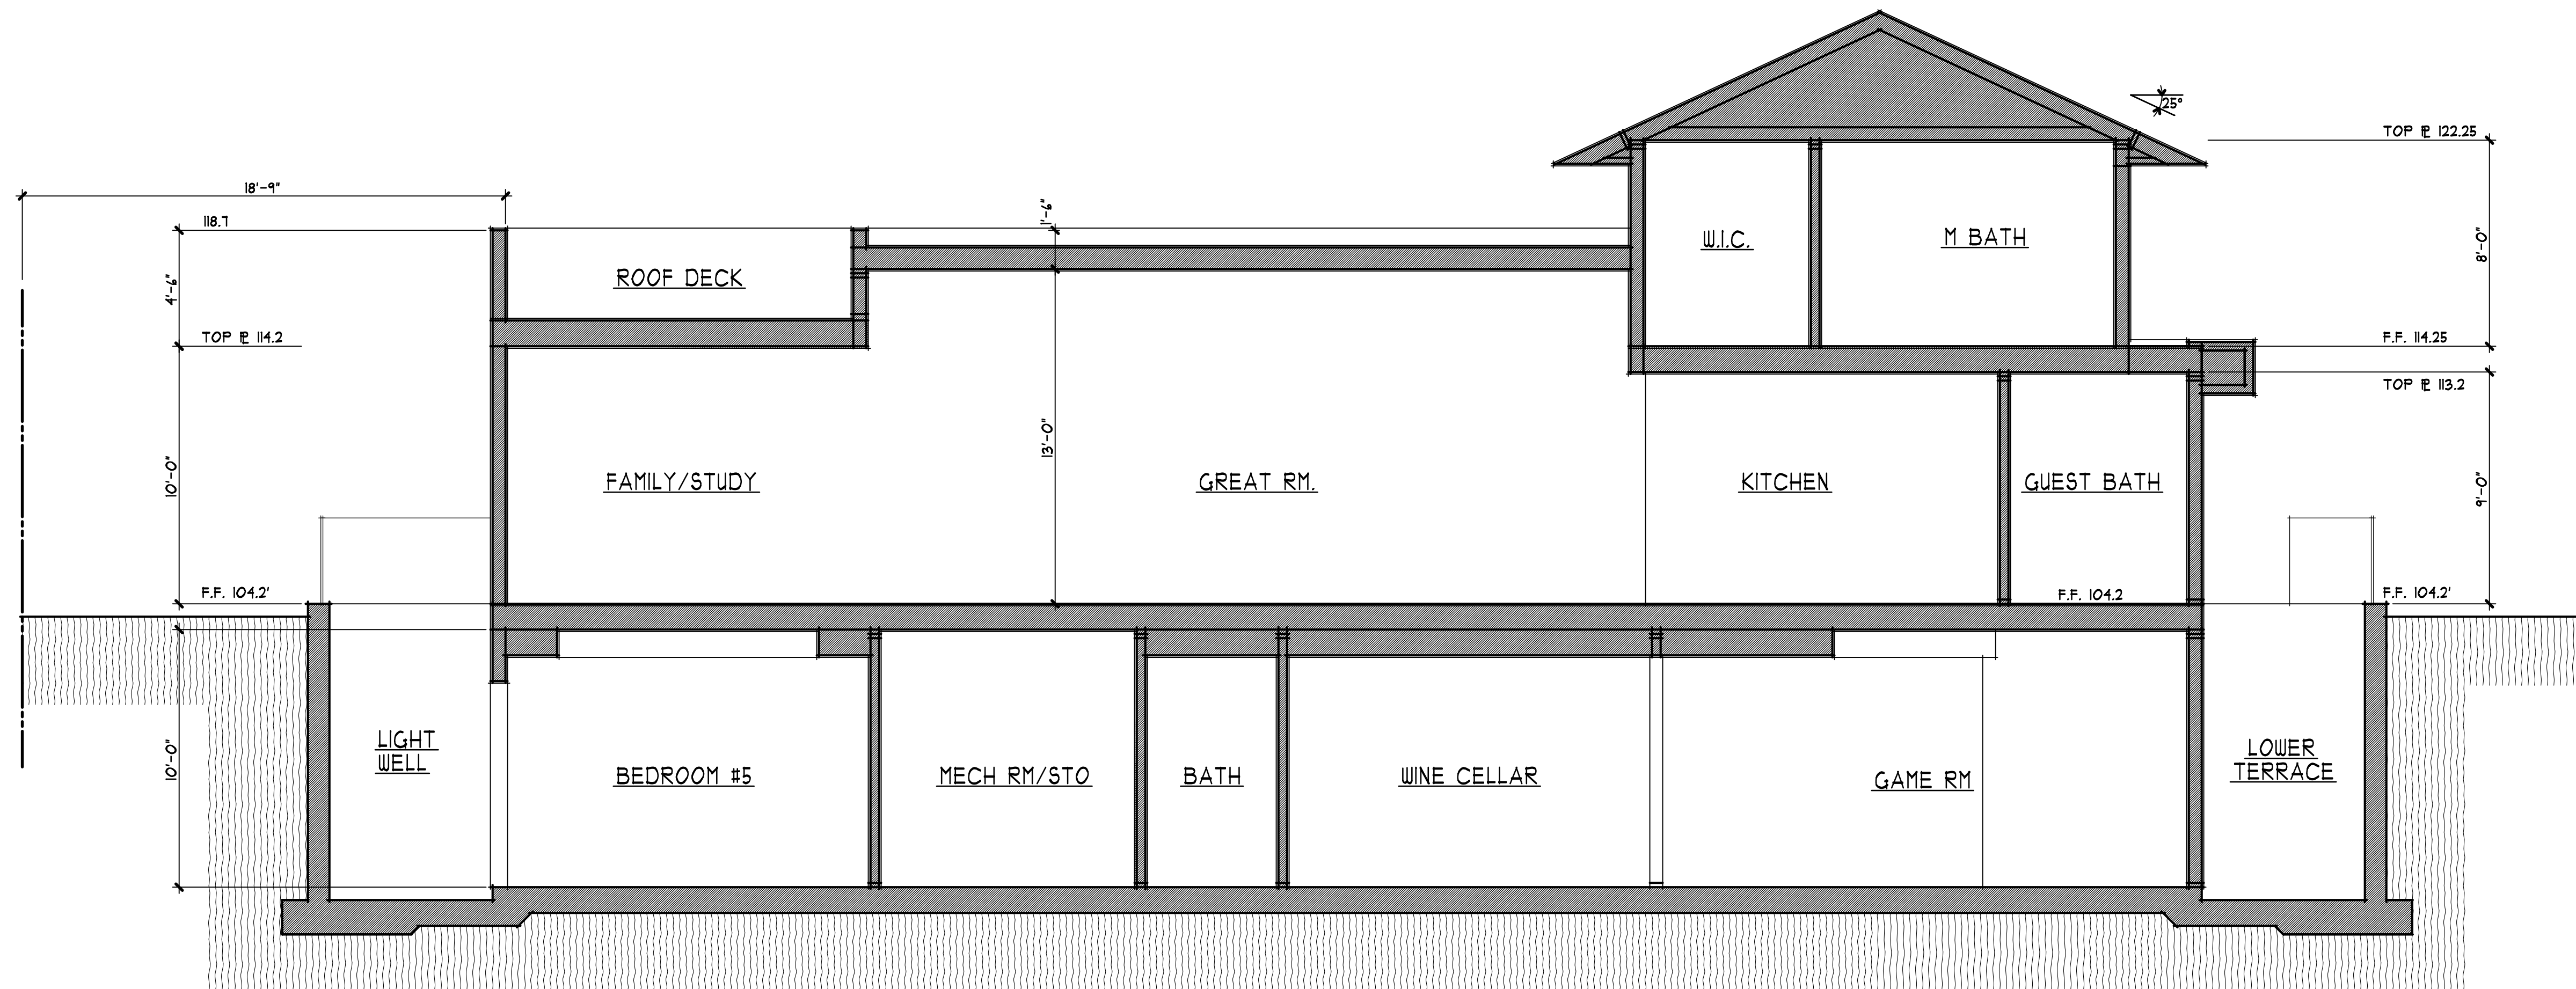 25°
TOP PL 122.25
18'-9"
118.7
1'-6"
W.I.C.
M BATH
8'-0"
ROOF DECK
4'-6"
TOP PL 114.2
F.F. 114.25
TOP PL 113.2
13'-0"
10'-0"
FAMILY/STUDY
GREAT RM.
KITCHEN
GUEST BATH
9'-0"
F.F. 104.2'
F.F. 104.2
F.F. 104.2'
10'-0"
LIGHT
WELL
BEDROOM #5
MECH RM/STO
BATH
WINE CELLAR
GAME RM
LOWER
TERRACE